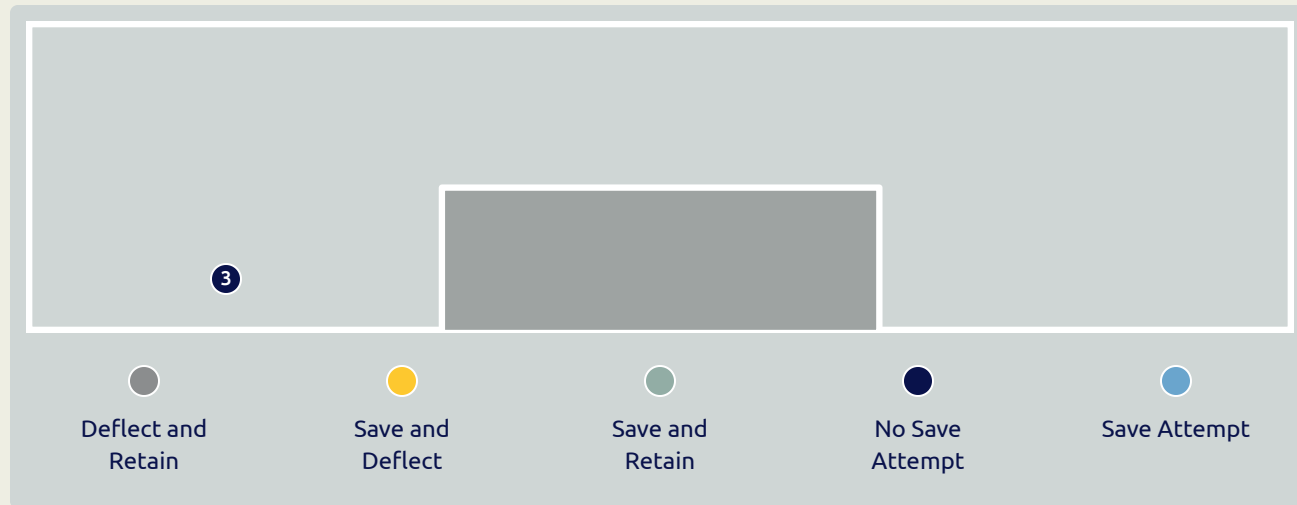 3
Deflect and
Retain
Save and
Deflect
Save and
Retain
No Save
Attempt
Save Attempt